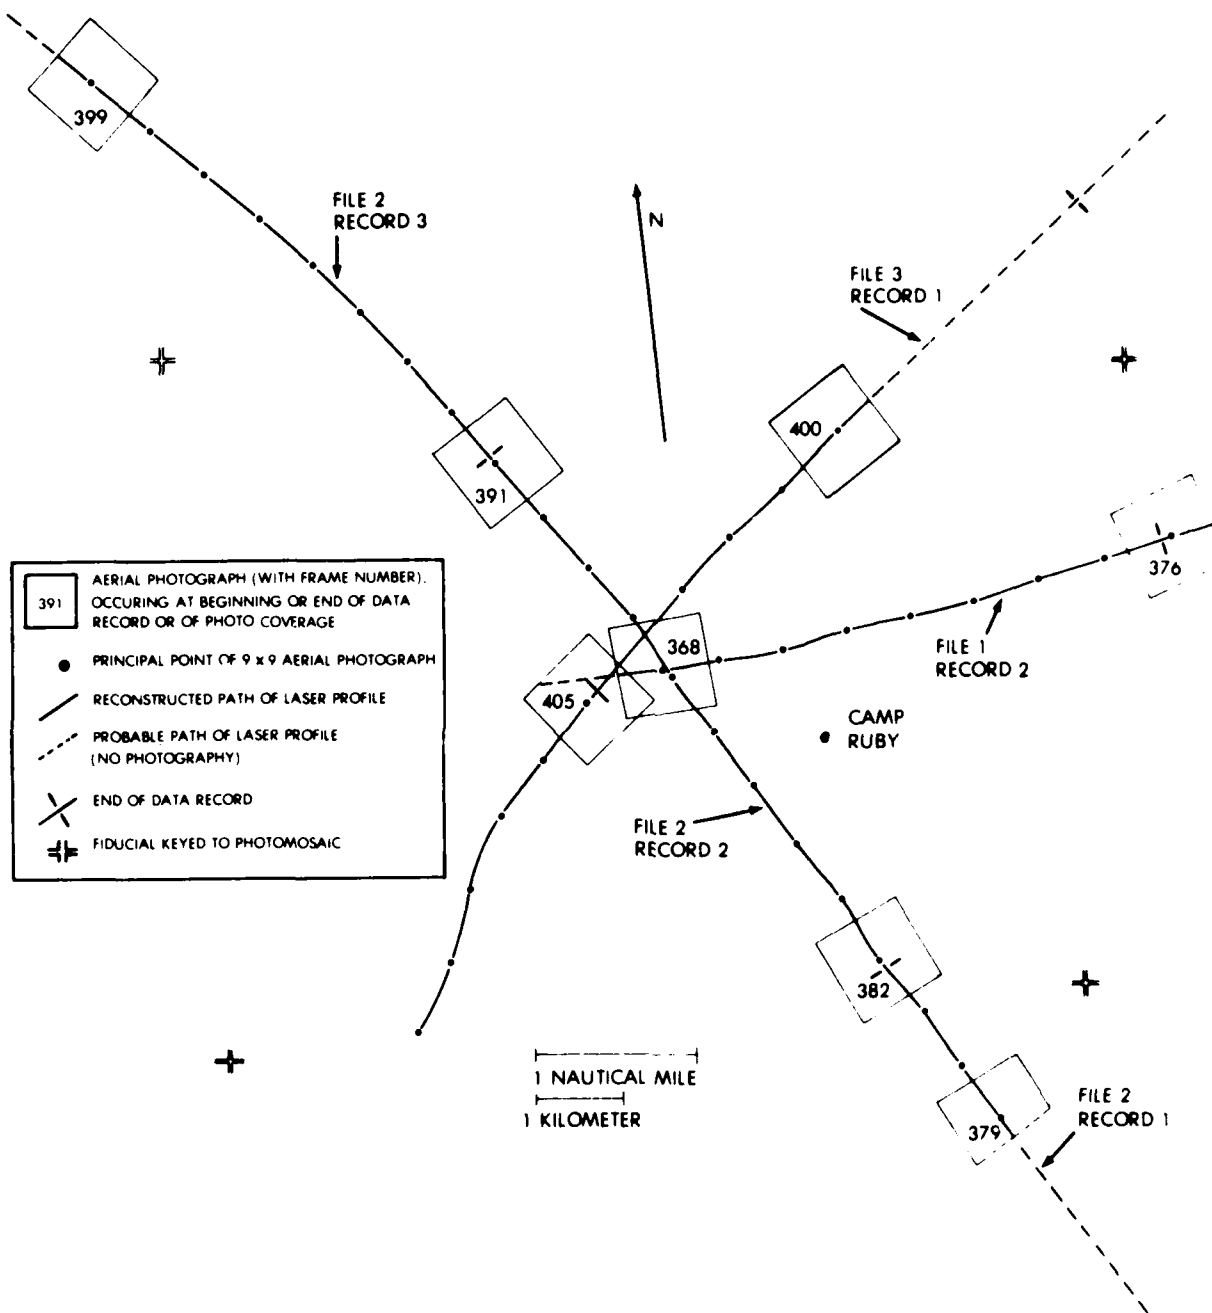 399
FILE 2
RECORD 3
N
FILE 3
RECORD 1
400
391
376
391
AERIAL PHOTOGRAPH (WITH FRAME NUMBER).
OCCURING AT BEGINNING OR END OF DATA
RECORD OR OF PHOTO COVERAGE
PRINCIPAL POINT OF 9 x 9 AERIAL PHOTOGRAPH
RECONSTRUCTED PATH OF LASER PROFILE
PROBABLE PATH OF LASER PROFILE
(NO PHOTOGRAPHY)
END OF DATA RECORD
FIDUCIAL KEYED TO PHOTOMOSAIC
368
FILE 1
RECORD 2
405
CAMP
RUBY
FILE 2
RECORD 2
382
1 NAUTICAL MILE
1 KILOMETER
379
FILE 2
RECORD 1